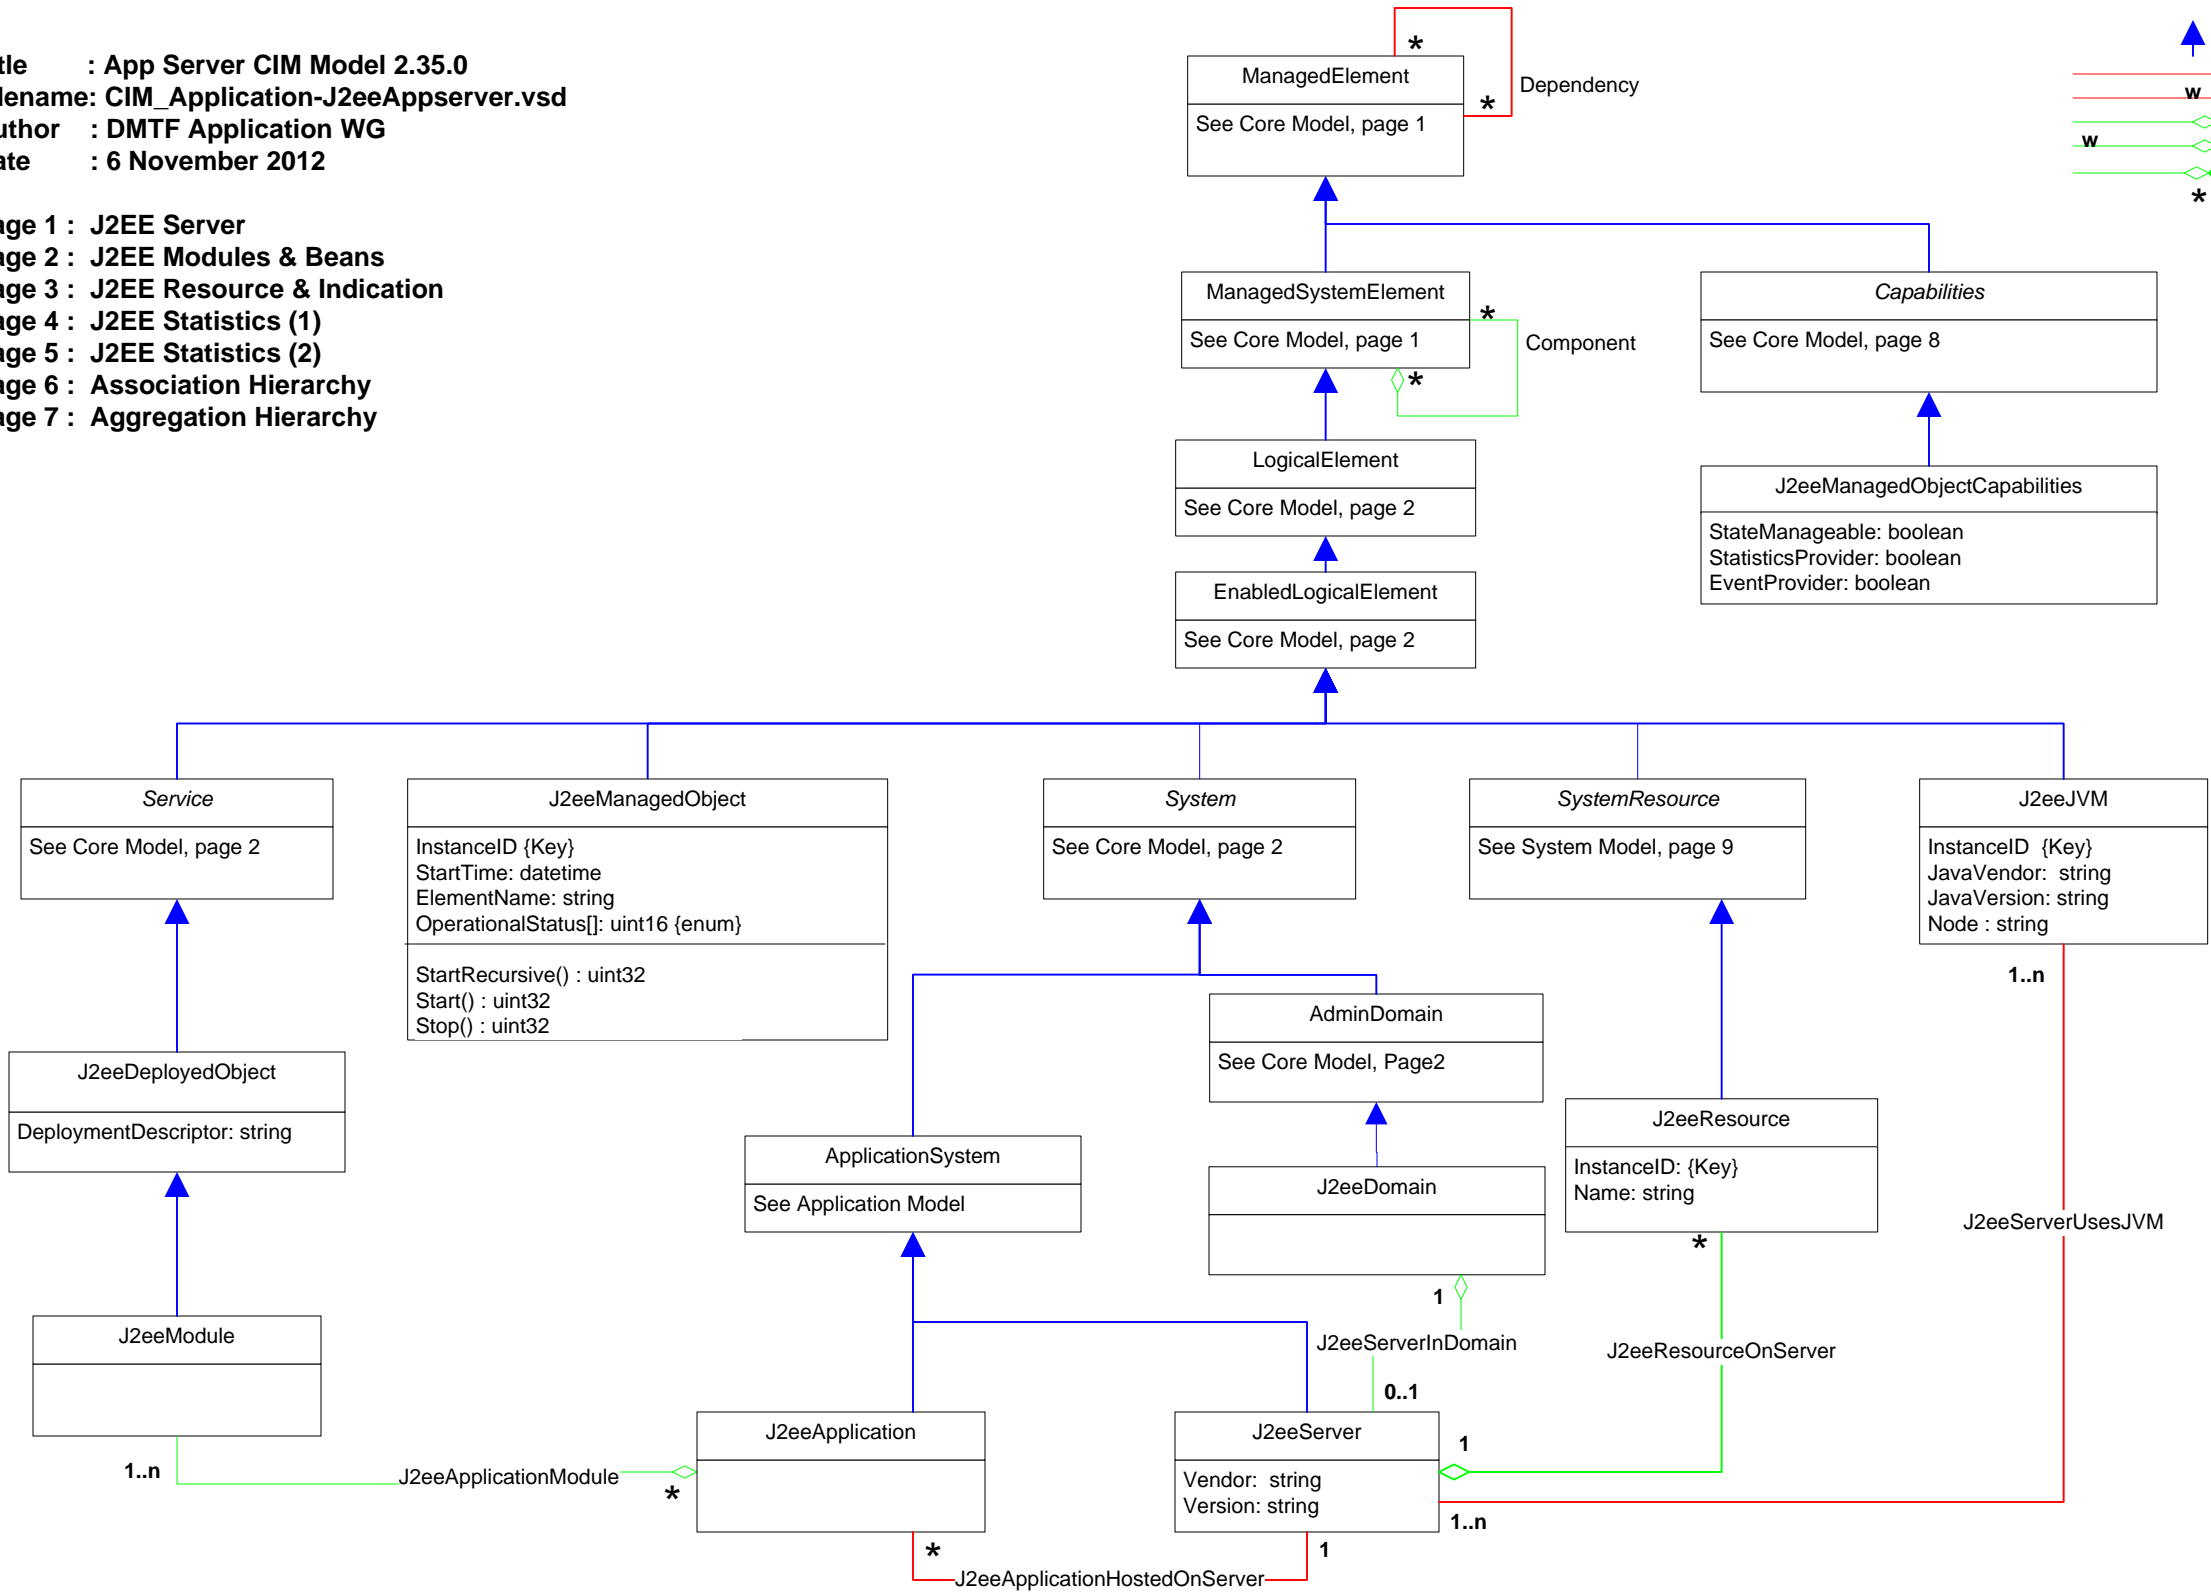 tle : App Server CIM Model 2.35.0
lename: CIM_Application-J2eeAppserver.vsd
uthor : DMTF Application WG
ate : 6 November 2012
age 1 : J2EE Server
age 2 : J2EE Modules & Beans
age 3 : J2EE Resource & Indication
age 4 : J2EE Statistics (1)
age 5 : J2EE Statistics (2)
age 6 : Association Hierarchy
age 7 : Aggregation Hierarchy
*
ManagedElement
See Core Model, page 1
*
Dependency
w
w
*
ManagedSystemElement
See Core Model, page 1
*
*
Component
Capabilities
See Core Model, page 8
LogicalElement
See Core Model, page 2
J2eeManagedObjectCapabilities
StateManageable: boolean
StatisticsProvider: boolean
EventProvider: boolean
EnabledLogicalElement
See Core Model, page 2
Service
See Core Model, page 2
J2eeManagedObject
InstanceID {Key}
StartTime: datetime
ElementName: string
OperationalStatus[]: uint16 {enum}
StartRecursive() : uint32
Start() : uint32
Stop() : uint32
System
See Core Model, page 2
SystemResource
See System Model, page 9
J2eeJVM
InstanceID {Key}
JavaVendor: string
JavaVersion: string
Node : string
1..n
AdminDomain
See Core Model, Page2
J2eeDeployedObject
DeploymentDescriptor: string
ApplicationSystem
See Application Model
J2eeDomain
J2eeResource
InstanceID: {Key}
Name: string
*
J2eeServerUsesJVM
1
J2eeServerInDomain
0..1
J2eeResourceOnServer
J2eeModule
1..n
J2eeApplicationModule
*
J2eeApplication
J2eeServer
Vendor: string
Version: string
1
1..n
*
1
J2eeApplicationHostedOnServer